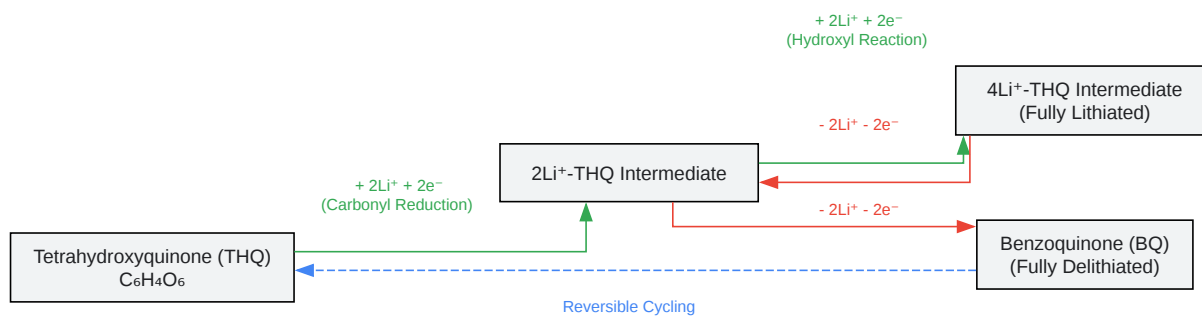 + 2Li⁺ + 2e⁻
(Hydroxyl Reaction)
4Li⁺-THQ Intermediate
(Fully Lithiated)
- 2Li⁺ - 2e⁻
2Li⁺-THQ Intermediate
+ 2Li⁺ + 2e⁻
(Carbonyl Reduction)
- 2Li⁺ - 2e⁻
Tetrahydroxyquinone (THQ)
C₆H₄O₆
Benzoquinone (BQ)
(Fully Delithiated)
Reversible Cycling